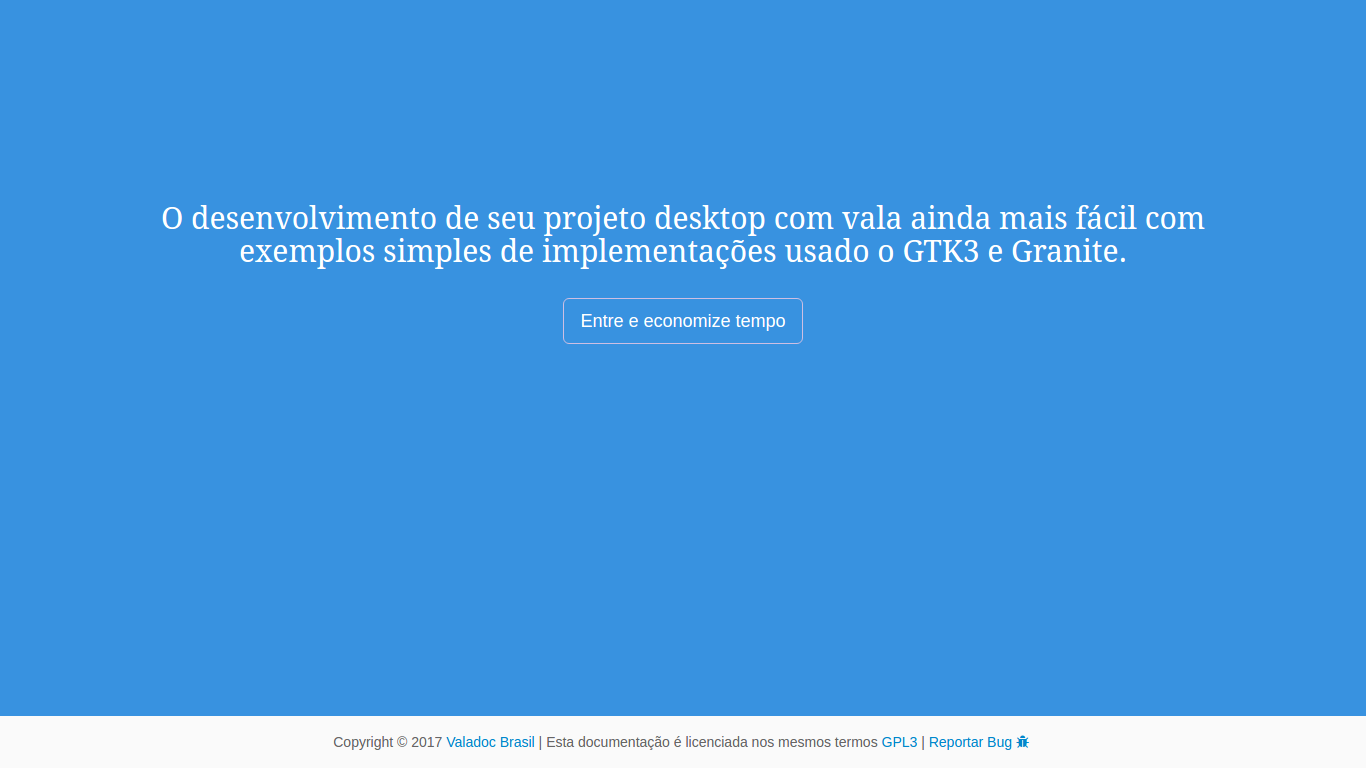 O desenvolvimento de seu projeto desktop com vala ainda mais fácil com
exemplos simples de implementações usado o GTK3 e Granite.
Entre e economize tempo
Copyright © 2017 Valadoc Brasil | Esta documentação é licenciada nos mesmos termos GPL3 | Reportar Bug